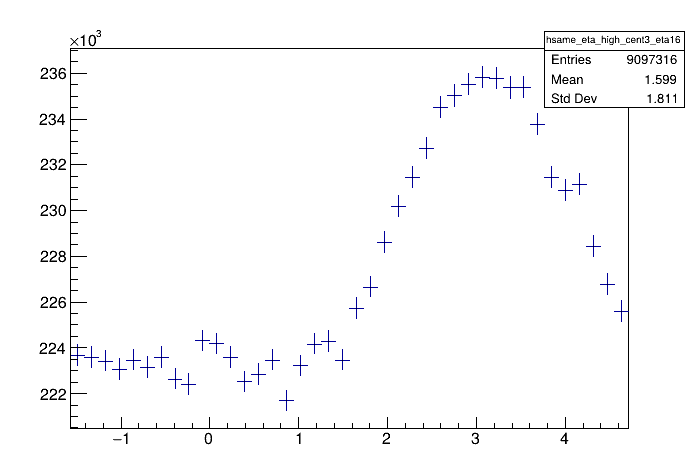 ×10³
hsame_eta_high_cent3_eta16
Entries 9097316
Mean 1.599
Std Dev 1.811
236
234
232
230
228
226
224
222
−1 0 1 2 3 4